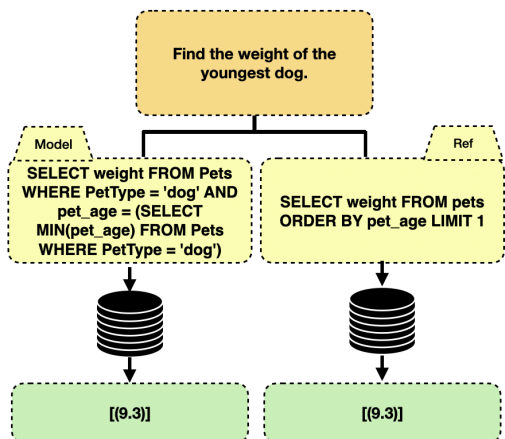 Find the weight of the
youngest dog.
Model
SELECT weight FROM Pets
WHERE PetType = 'dog' AND
pet_age = (SELECT
MIN(pet_age) FROM Pets
WHERE PetType = 'dog')
Ref
SELECT weight FROM pets
ORDER BY pet_age LIMIT 1
[(9.3)]
[(9.3)]